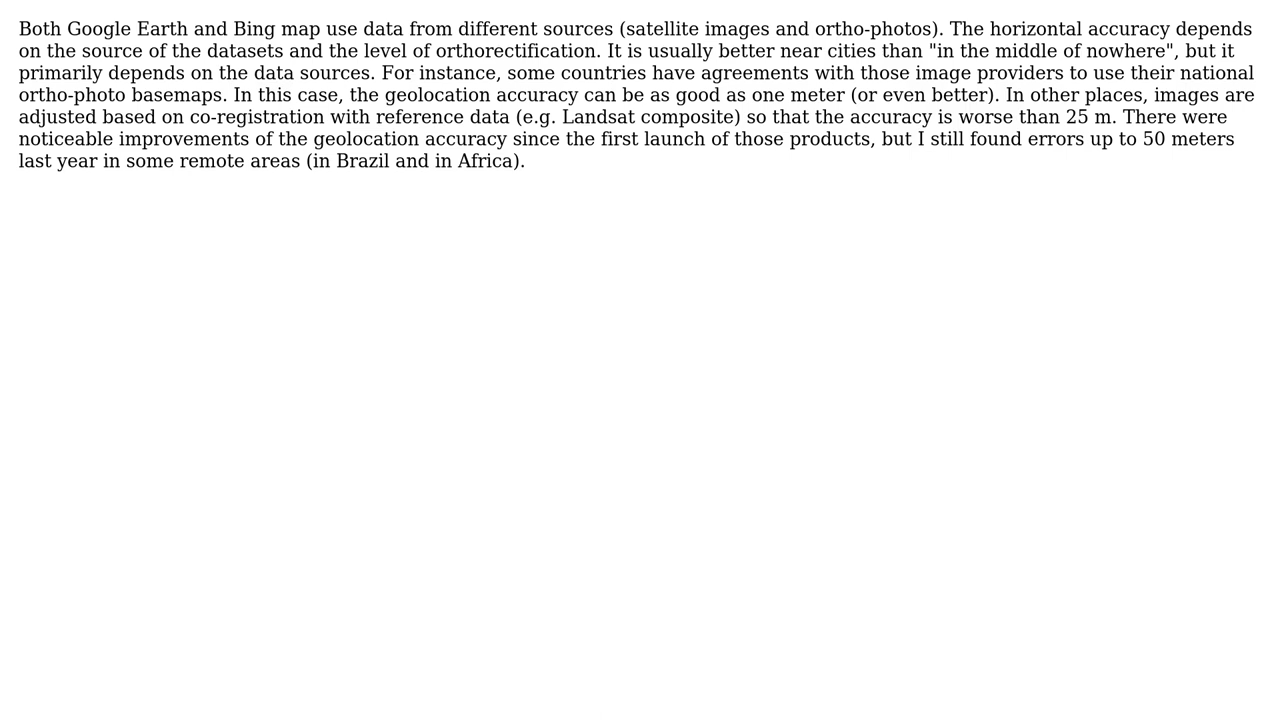 Both Google Earth and Bing map use data from different sources (satellite images and ortho-photos). The horizontal accuracy depends
on the source of the datasets and the level of orthorectification. It is usually better near cities than "in the middle of nowhere", but it
primarily depends on the data sources. For instance, some countries have agreements with those image providers to use their national
ortho-photo basemaps. In this case, the geolocation accuracy can be as good as one meter (or even better). In other places, images are
adjusted based on co-registration with reference data (e.g. Landsat composite) so that the accuracy is worse than 25 m. There were
noticeable improvements of the geolocation accuracy since the first launch of those products, but I still found errors up to 50 meters
last year in some remote areas (in Brazil and in Africa).